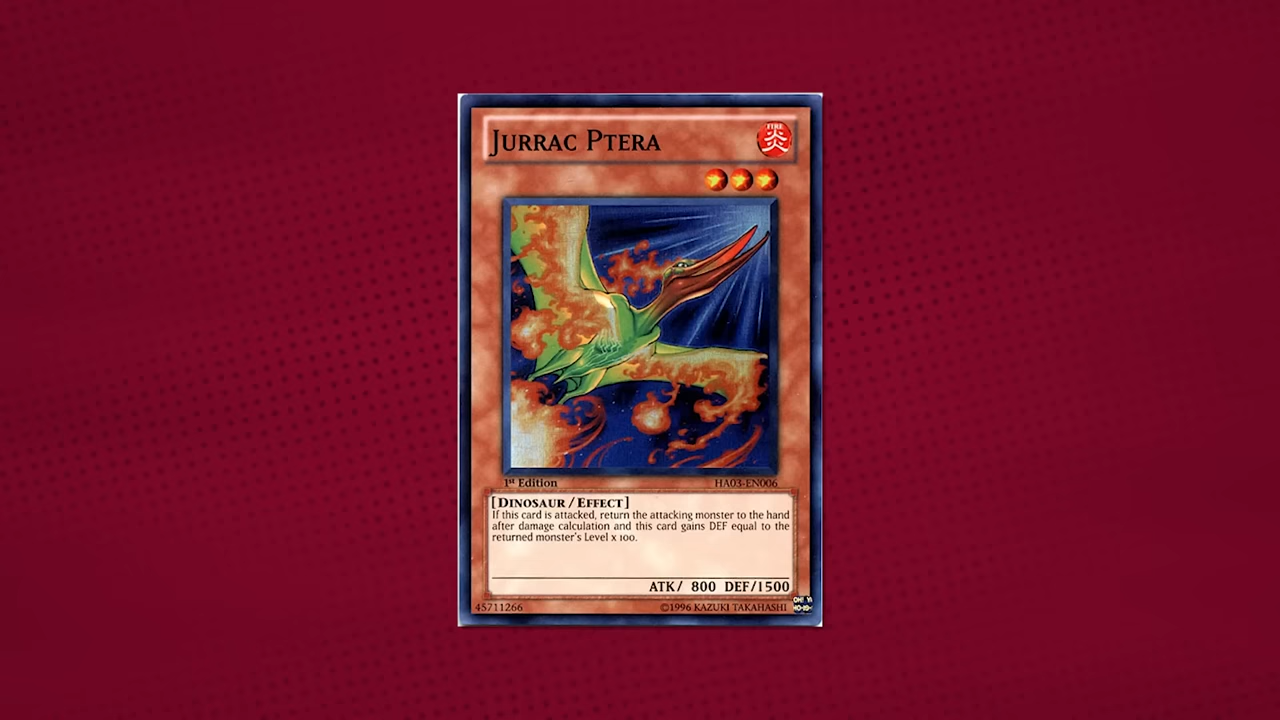 JURRAC PTERA
FIRE
炎
1st Edition
HA03-EN006
[DINOSAUR/EFFECT]
If this card is attacked, return the attacking monster to the hand
after damage calculation and this card gains DEF equal to the
returned monster's Level x 100.
ATK/ 800 DEF/1500
45711266
©1996 KAZUKI TAKAHASHI